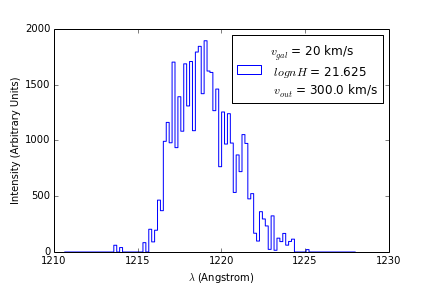 2000
1500
1000
500
0
Intensity (Arbitrary Units)
v_gal = 20 km/s
lognH = 21.625
v_out = 300.0 km/s
1210 1215 1220 1225 1230
λ (Angstrom)